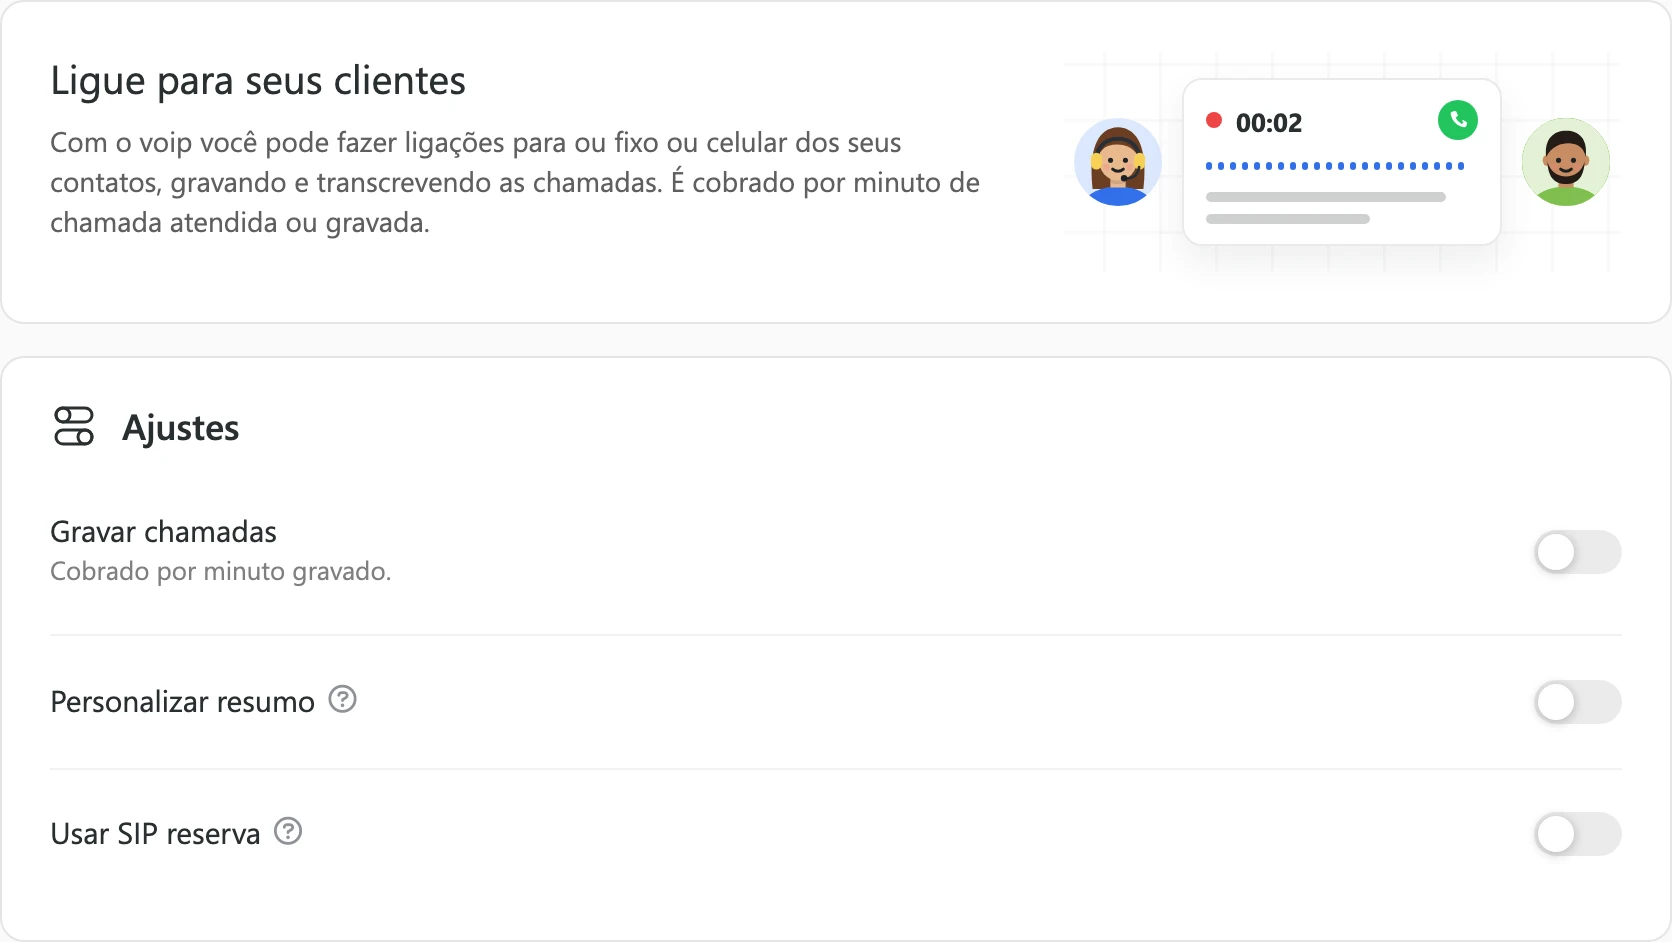 Ligue para seus clientes
Com o voip você pode fazer ligações para ou fixo ou celular dos seus
contatos, gravando e transcrevendo as chamadas. É cobrado por minuto de
chamada atendida ou gravada.
00:02
Ajustes
Gravar chamadas
Cobrado por minuto gravado.
Personalizar resumo
Usar SIP reserva